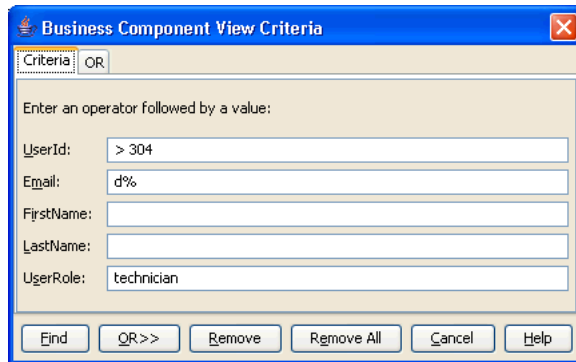 Business Component View Criteria
Criteria OR
Enter an operator followed by a value:
UserId: > 304
Email: d%
FirstName:
LastName:
UserRole: technician
Find OR>> Remove Remove All Cancel Help